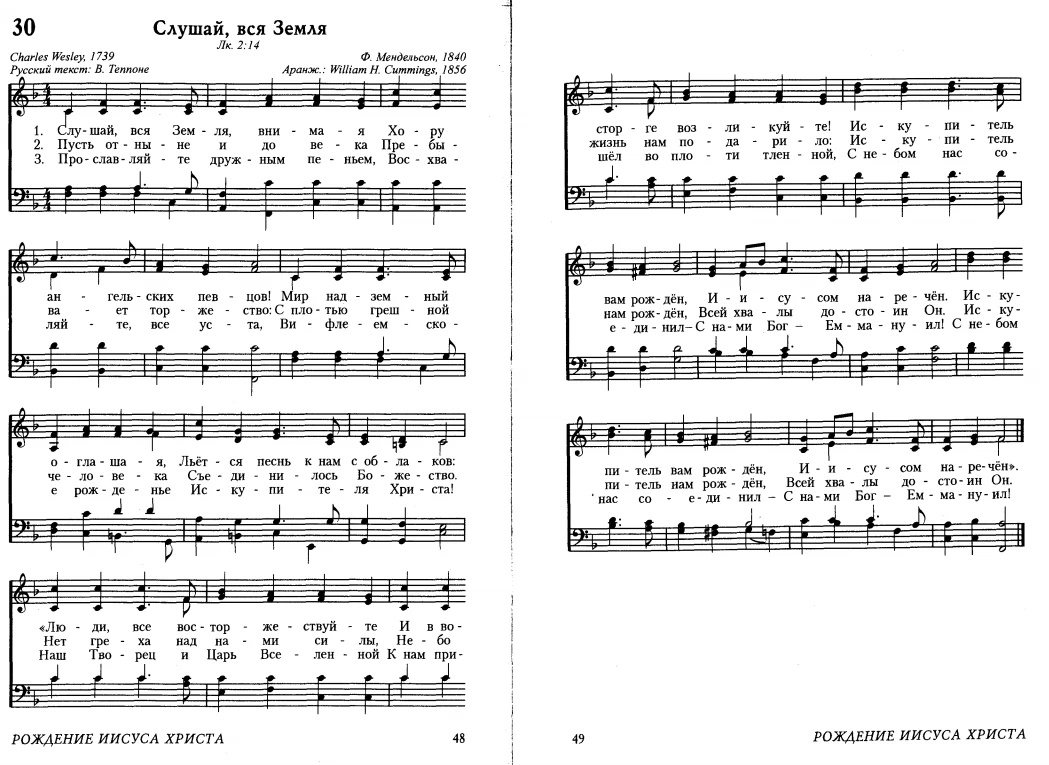 30
Слушай, вся Земля
Лк. 2:14
Charles Wesley, 1739
Ф. Мендельсон, 1840
Русский текст: В. Теппоне
Аранж.: William H. Cummings, 1856
1. Слу- шай, вся Зем - ля, вни - ма - я Хо - ру
2. Пусть от - ны - не и до ве - ка Пре - бы -
3. Про - слав - ляй - те друж - ным пе - ньем, Вос - хва -
ан - гель - ских пев - цов! Мир над - зем - ный
ва - ет тор - же - ство: С пло - тью греш - ной
ляй - те, все ус - та, Ви - фле - ем - ско -
о - гла - ша - я, Льёт - ся песнь к нам с об - ла - ков:
че - ло - ве - ка Съе - ди - ни - лось Бо - же - ство.
е рож - де - нье Ис - ку - пи - те - ля Хри - ста!
«Лю - ди, все вос - тор - же - ствуй - те И в во -
Нет гре - ха над на - ми си - лы, Не - бо
Наш Тво - рец и Царь Все - лен - ной К нам при -
РОЖДЕНИЕ ИИСУСА ХРИСТА
48
стор - ге воз - ли - куй - те! Ис - ку - пи - тель
жизнь нам по - да - ри - ло: Ис - ку - пи - тель
шёл во пло - ти тлен - ной, С не - бом нас со -
вам рож - дён, И - и - су - сом на - ре - чён. Ис - ку -
нам рож - дён, Всей хва - лы до - сто - ин Он. Ис - ку -
е - ди - нил – С на - ми Бог – Ем - ма - ну - ил! С не - бом
пи - тель вам рож - дён, И - и - су - сом на - ре - чён».
пи - тель нам рож - дён, Всей хва - лы до - сто - ин Он.
нас со - е - ди - нил – С на - ми Бог – Ем - ма - ну - ил!
49
РОЖДЕНИЕ ИИСУСА ХРИСТА